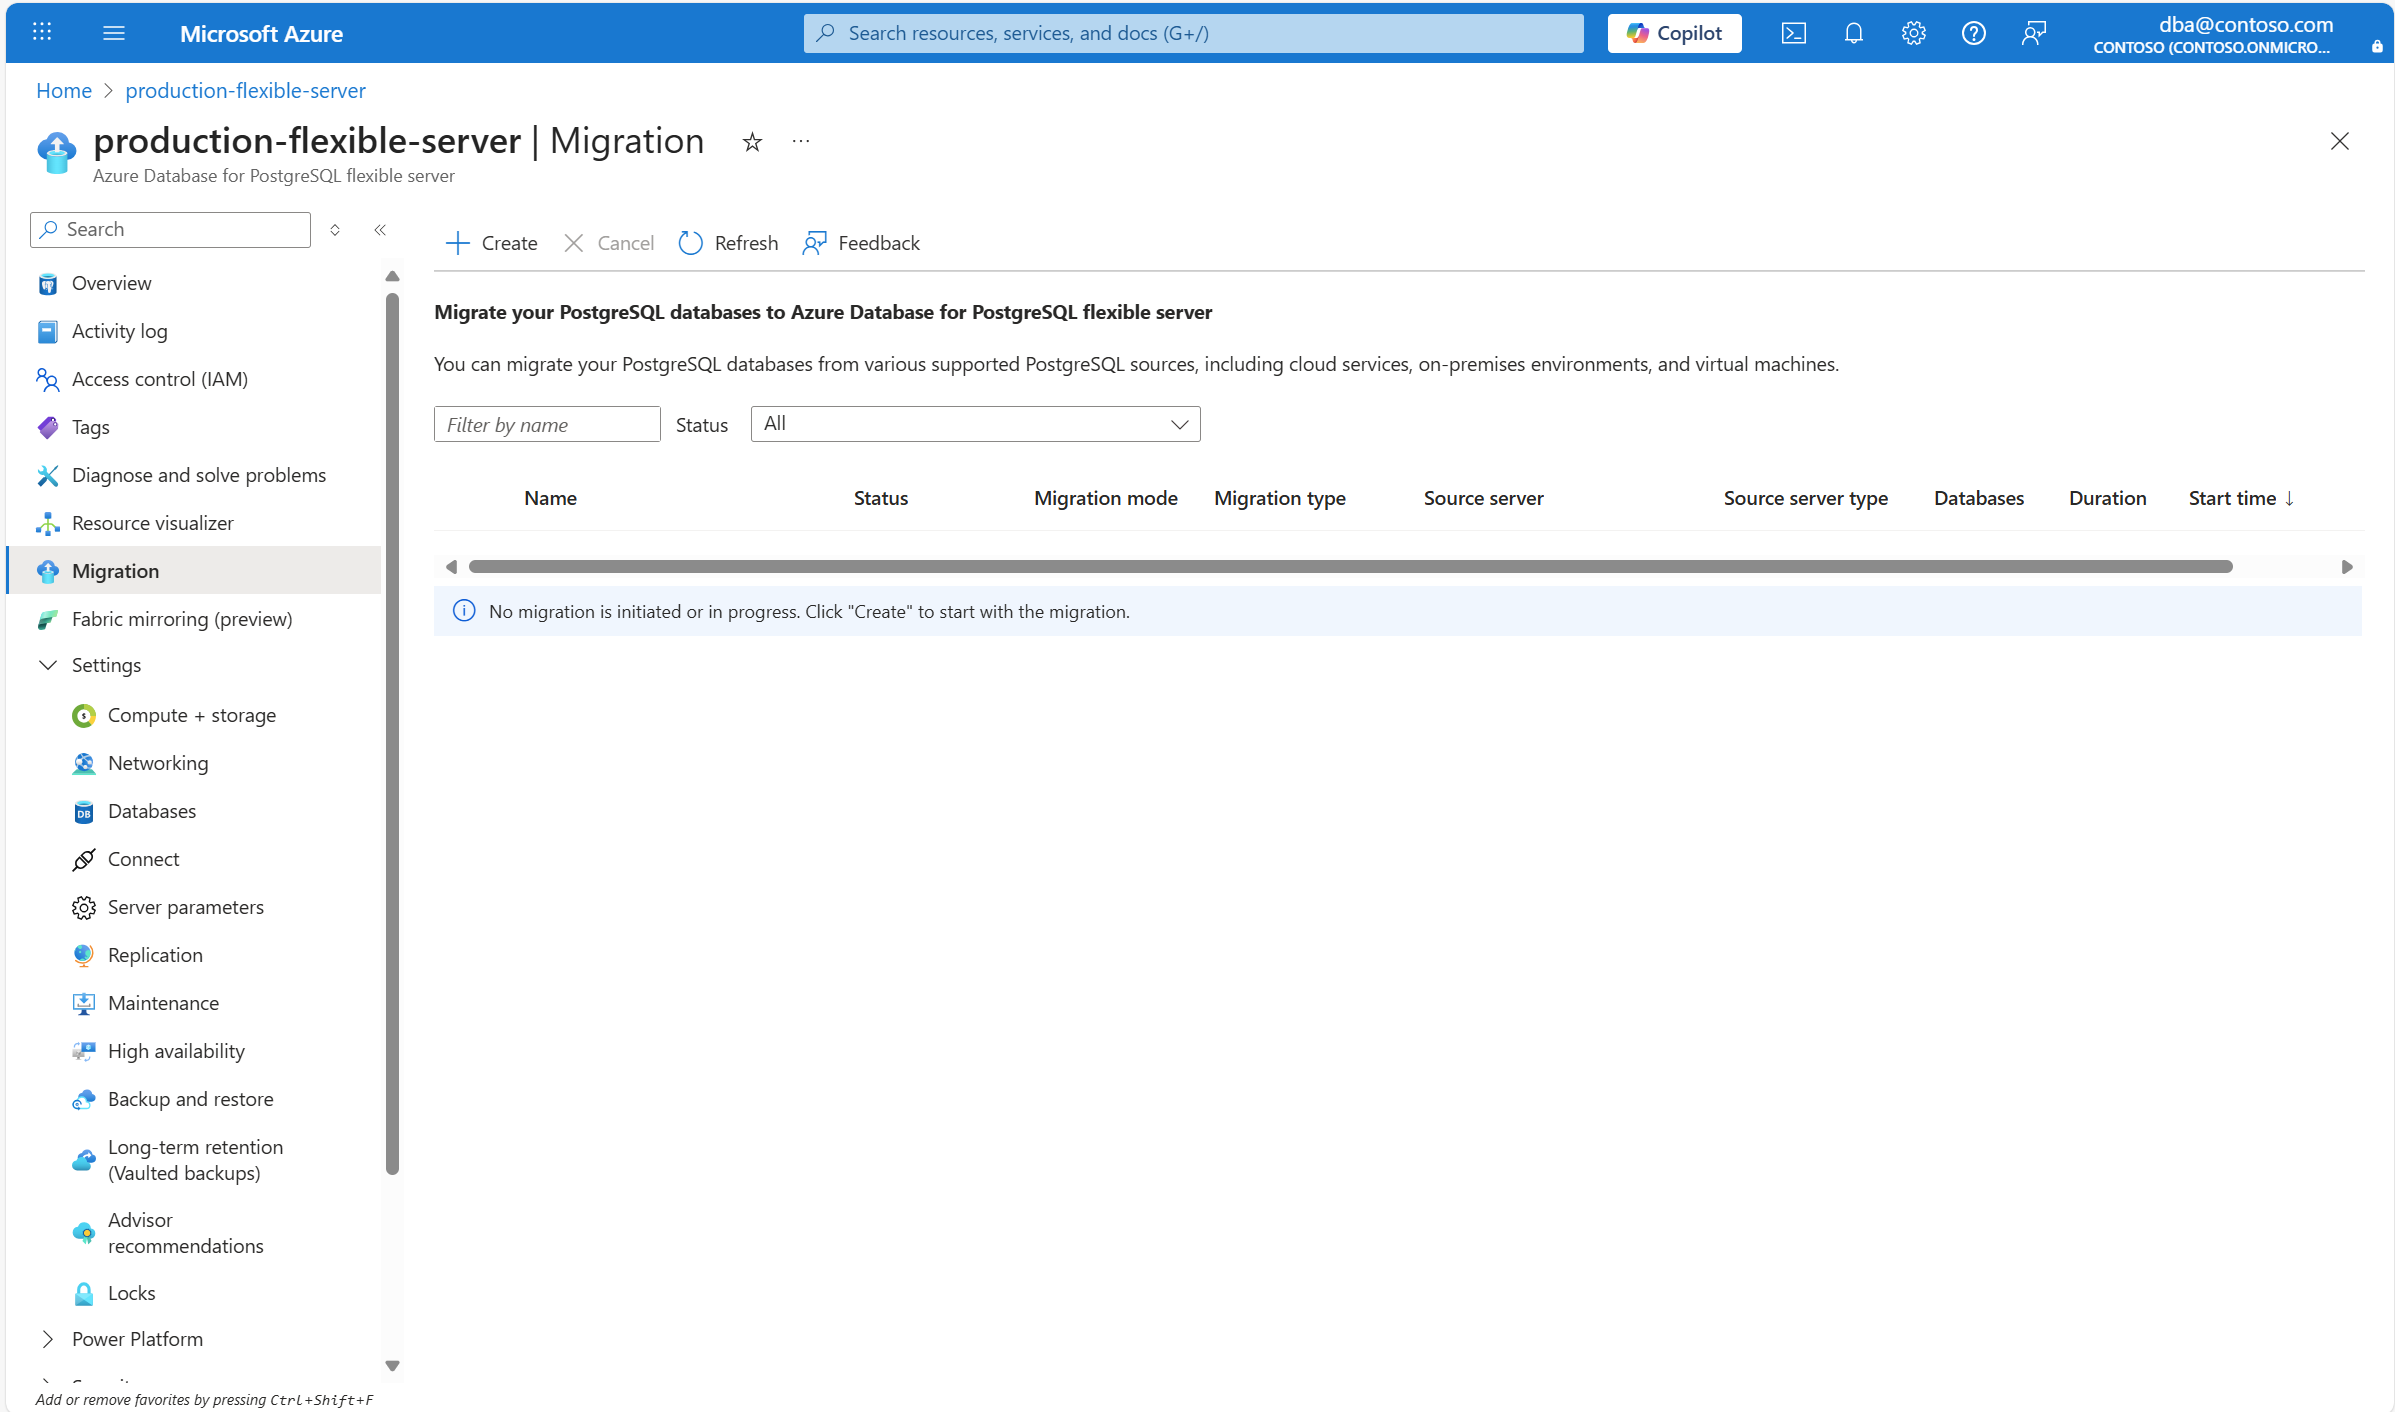 Microsoft Azure
Search resources, services, and docs (G+/)
Copilot
dba@contoso.com
CONTOSO (CONTOSO.ONMICRO...
Home > production-flexible-server
production-flexible-server | Migration
Azure Database for PostgreSQL flexible server
Search
Overview
Activity log
Access control (IAM)
Tags
Diagnose and solve problems
Resource visualizer
Migration
Fabric mirroring (preview)
Settings
Compute + storage
Networking
DB
Databases
Connect
Server parameters
Replication
Maintenance
High availability
Backup and restore
Long-term retention
(Vaulted backups)
Advisor
recommendations
Locks
Power Platform
Add or remove favorites by pressing Ctrl+Shift+F
Create Cancel Refresh Feedback
Migrate your PostgreSQL databases to Azure Database for PostgreSQL flexible server
You can migrate your PostgreSQL databases from various supported PostgreSQL sources, including cloud services, on-premises environments, and virtual machines.
Filter by name Status All
Name Status Migration mode Migration type Source server Source server type Databases Duration Start time ↓
No migration is initiated or in progress. Click "Create" to start with the migration.